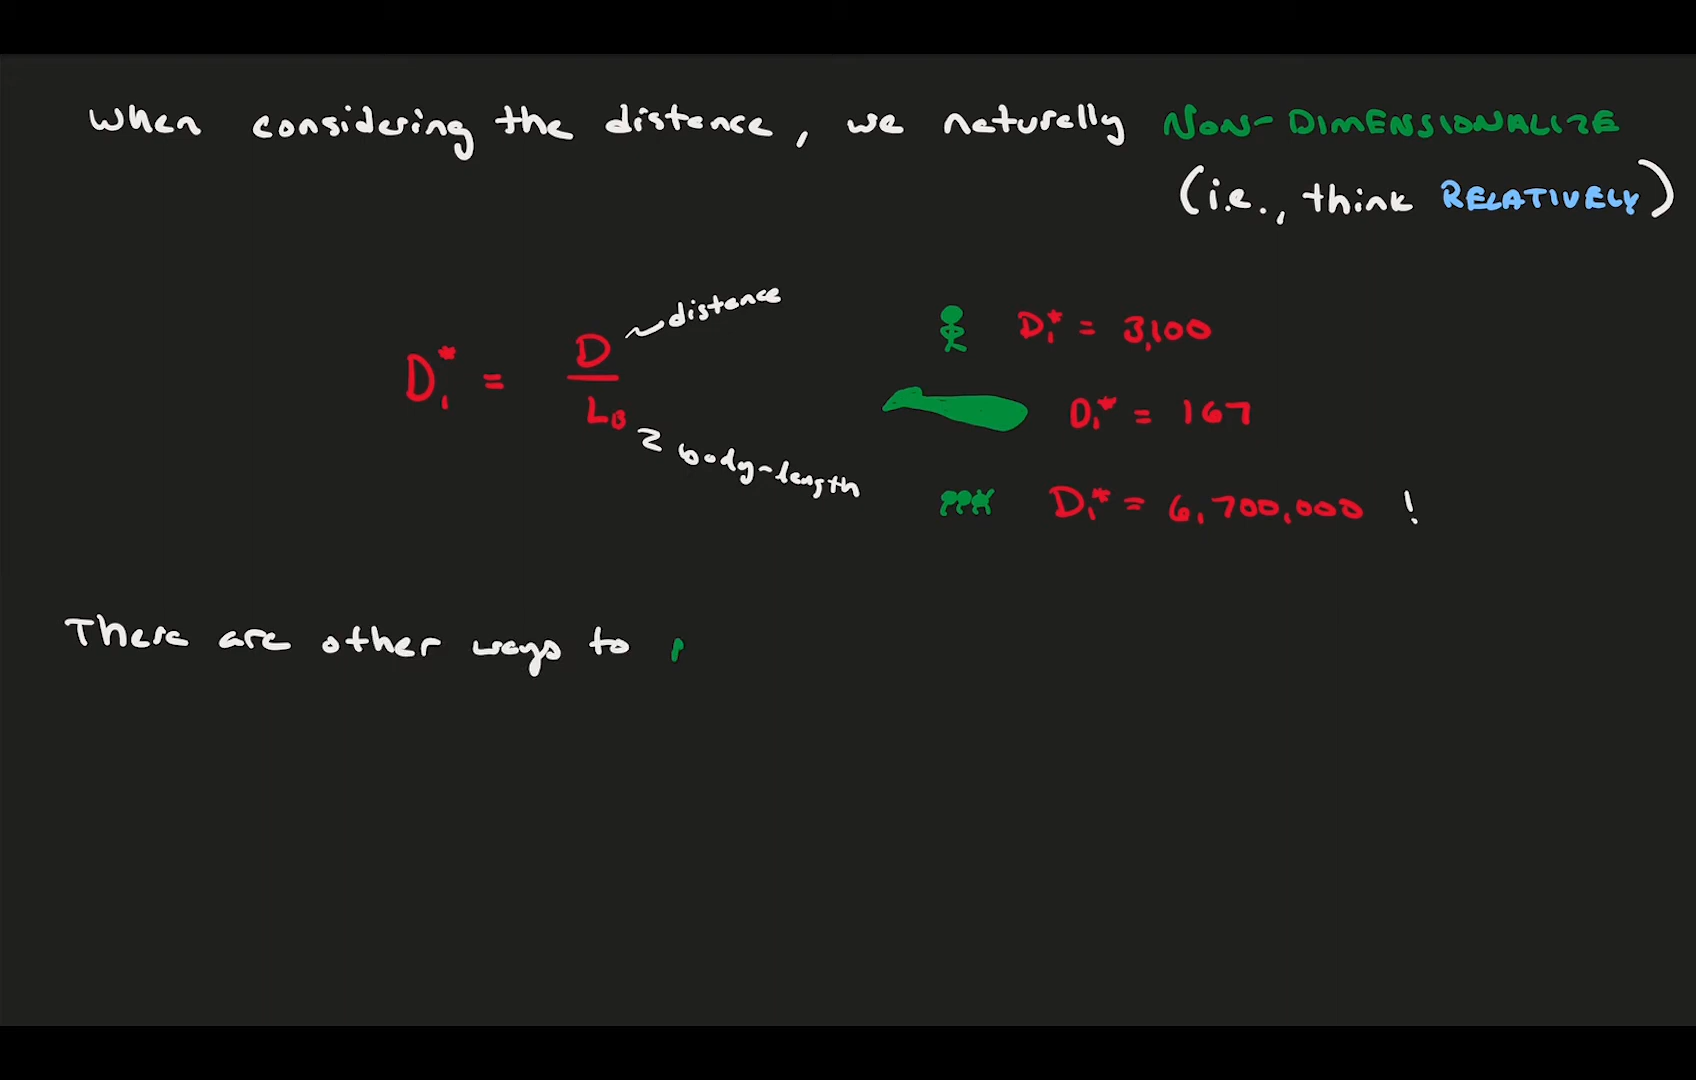 When considering the distance, we naturally NON-DIMENSIONALIZE
(i.e., think RELATIVELY)
D₁* = D / L_B
distance
body-length
D₁* = 3,100
D₁* = 167
D₁* = 6,700,000 !
There are other ways to